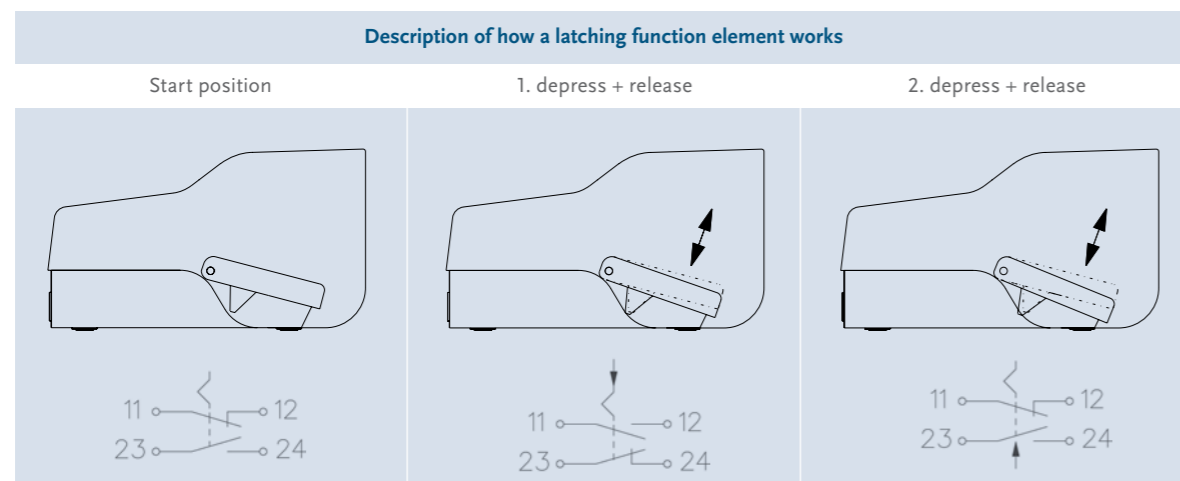 Description of how a latching function element works
Start position
1. depress + release
2. depress + release
11 12
23 24
11 12
23 24
11 12
23 24